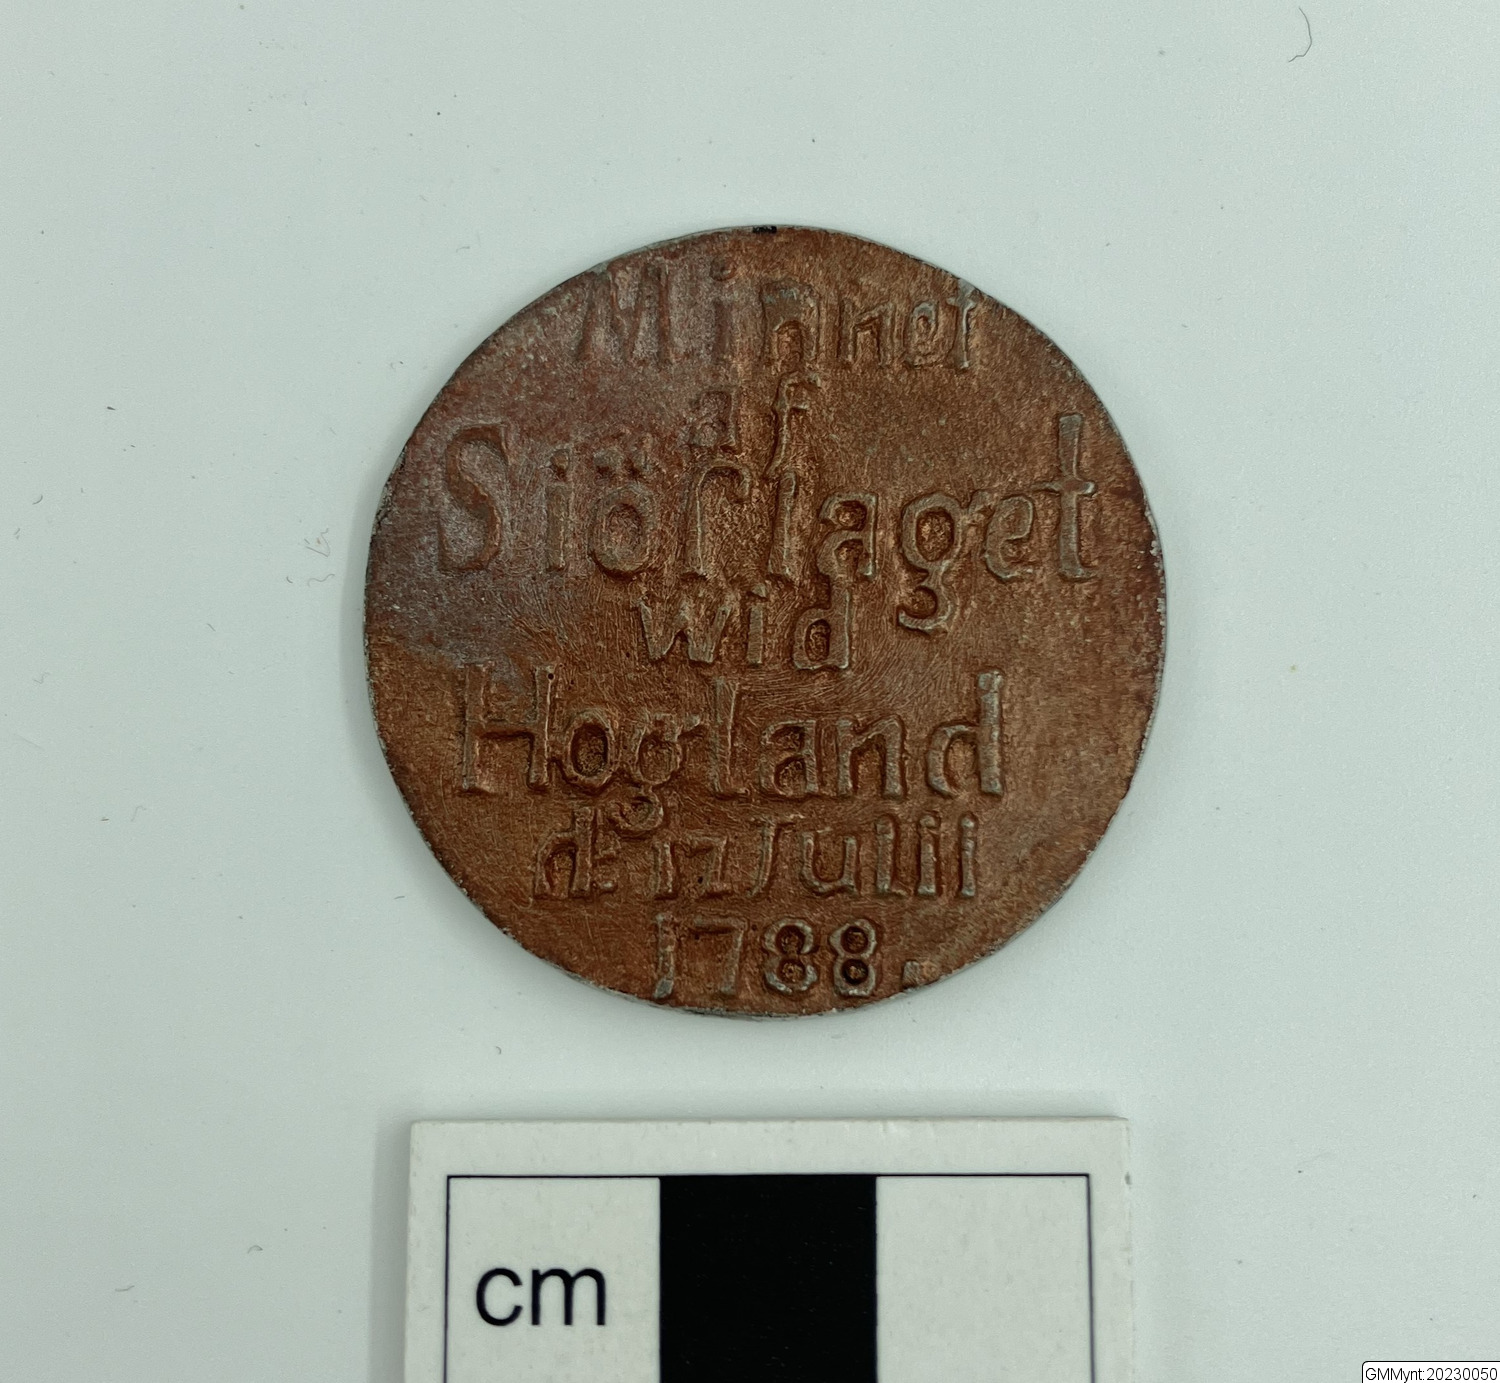 Minnet
af
Siöſlaget
wid
Hogland
d: 17 Julii
1788.
cm
GMMynt:20230050